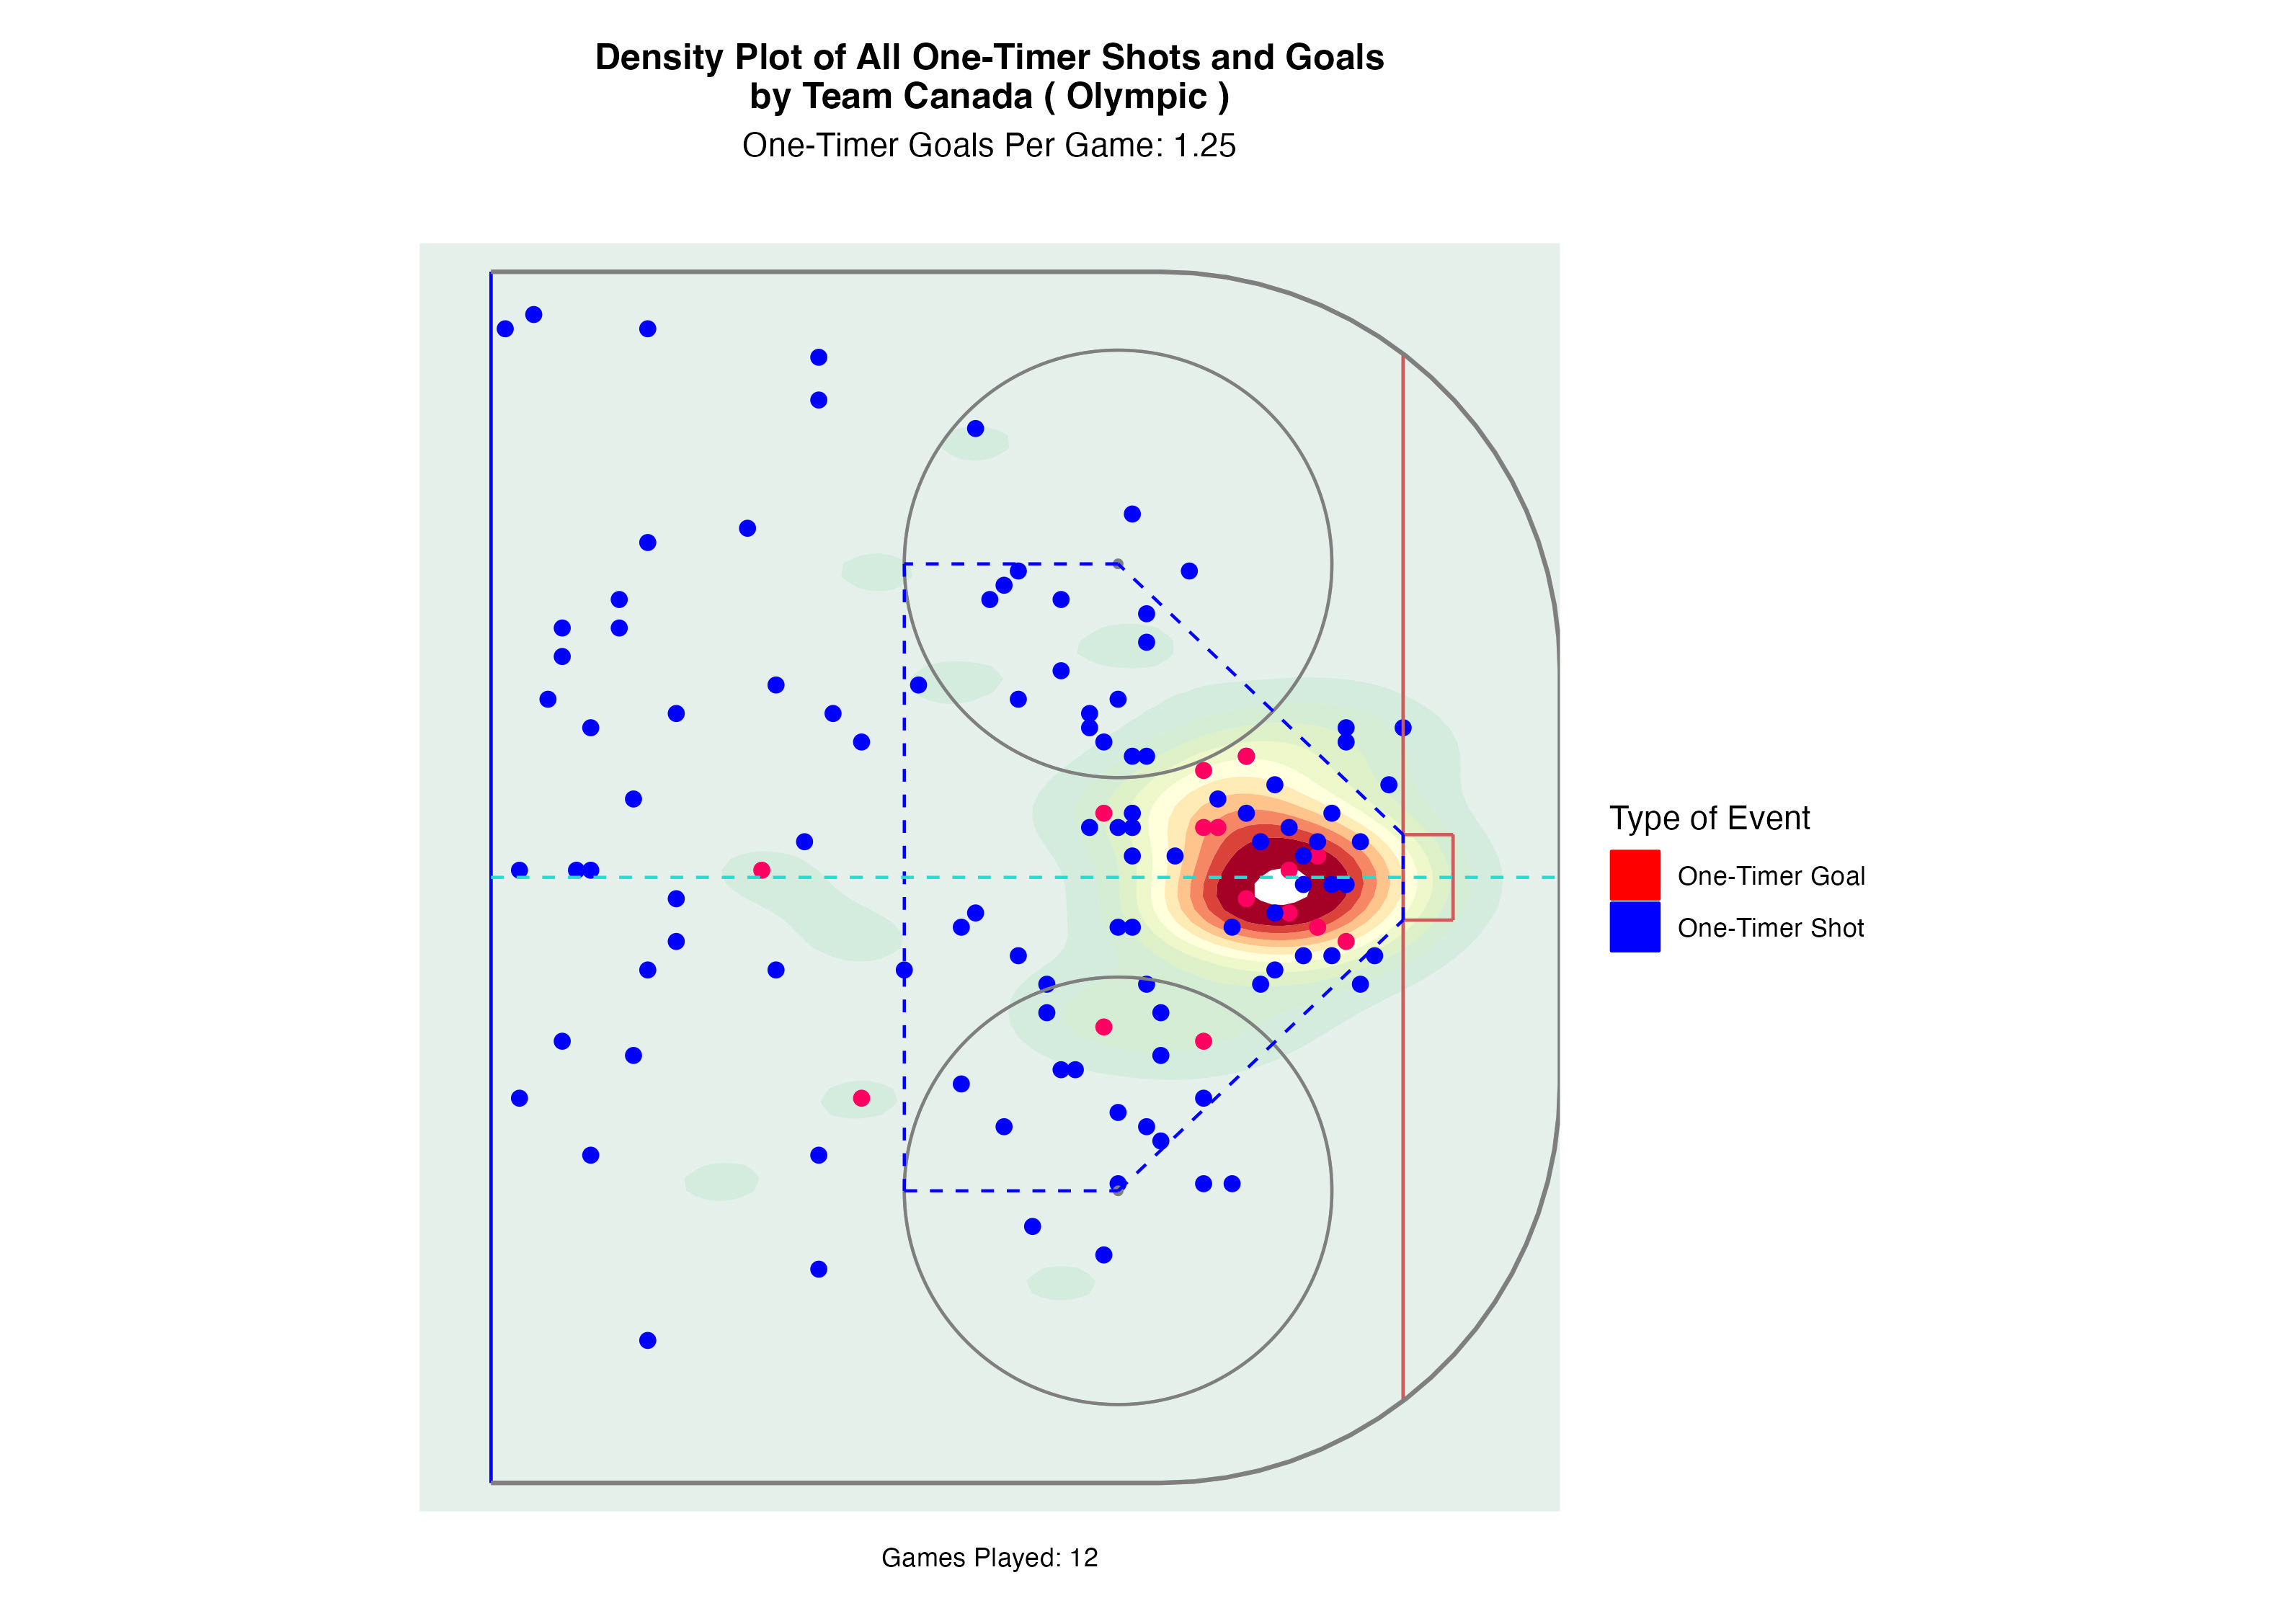 Density Plot of All One-Timer Shots and Goals
by Team Canada ( Olympic )
One-Timer Goals Per Game: 1.25
Type of Event
One-Timer Goal
One-Timer Shot
Games Played: 12